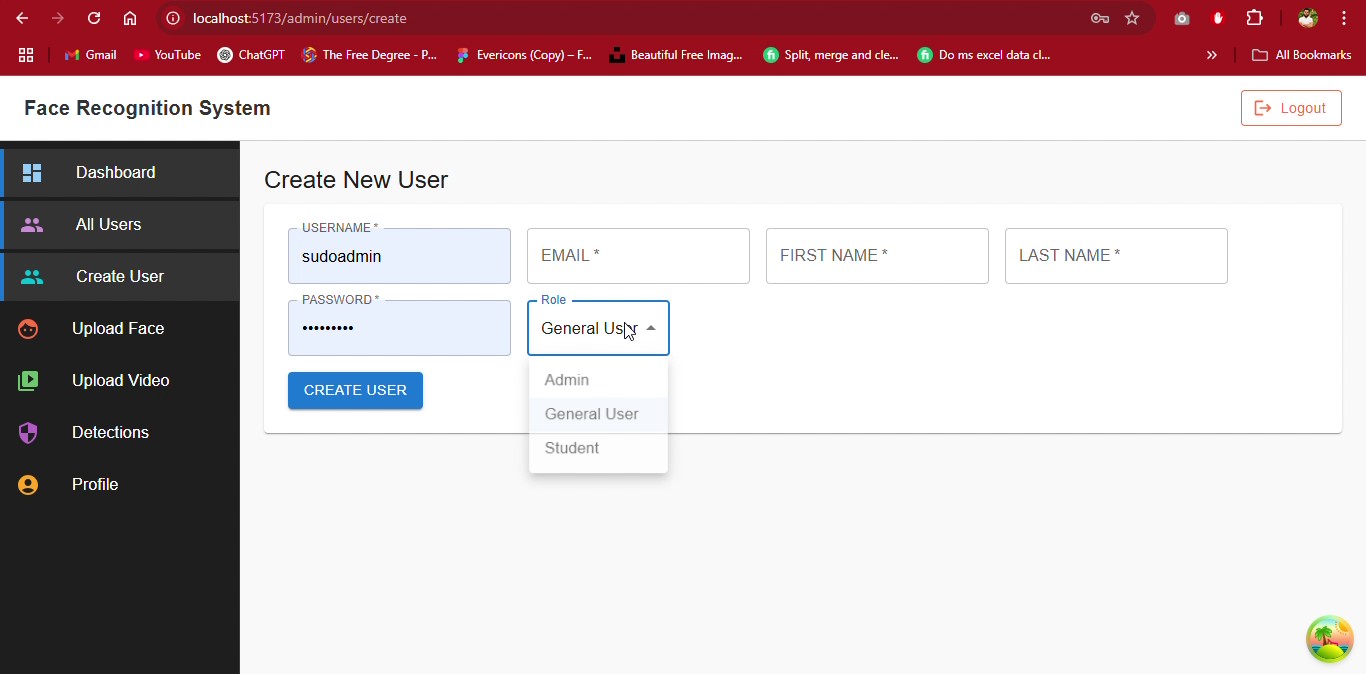 localhost:5173/admin/users/create
Gmail YouTube ChatGPT The Free Degree - P... Evericons (Copy) – F... Beautiful Free Imag... Split, merge and cle... Do ms excel data cl... » All Bookmarks
Face Recognition System
Logout
Dashboard
All Users
Create User
Upload Face
Upload Video
Detections
Profile
Create New User
USERNAME *
sudoadmin
EMAIL *
FIRST NAME *
LAST NAME *
PASSWORD *
•••••••••
Role
General User
CREATE USER
Admin
General User
Student